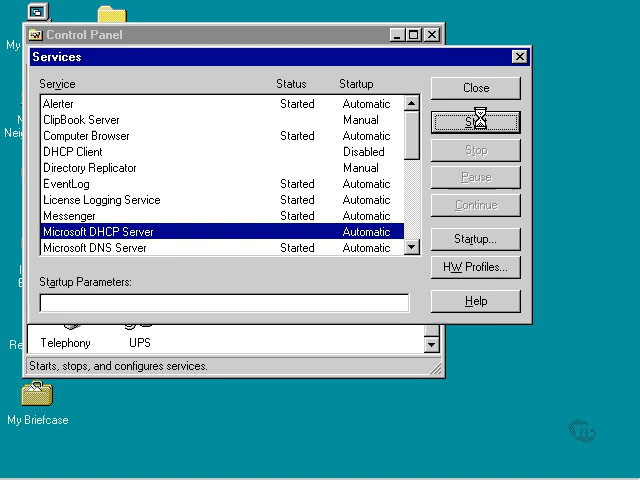 My
Control Panel
Services
Service Status Startup
Alerter Started Automatic
ClipBook Server Manual
Computer Browser Started Automatic
DHCP Client Disabled
Directory Replicator Manual
EventLog Started Automatic
License Logging Service Started Automatic
Messenger Started Automatic
Microsoft DHCP Server Automatic
Microsoft DNS Server Started Automatic
Close
Stop
Pause
Continue
Startup...
HW Profiles...
Help
Startup Parameters:
Telephony UPS
Starts, stops, and configures services.
My Briefcase